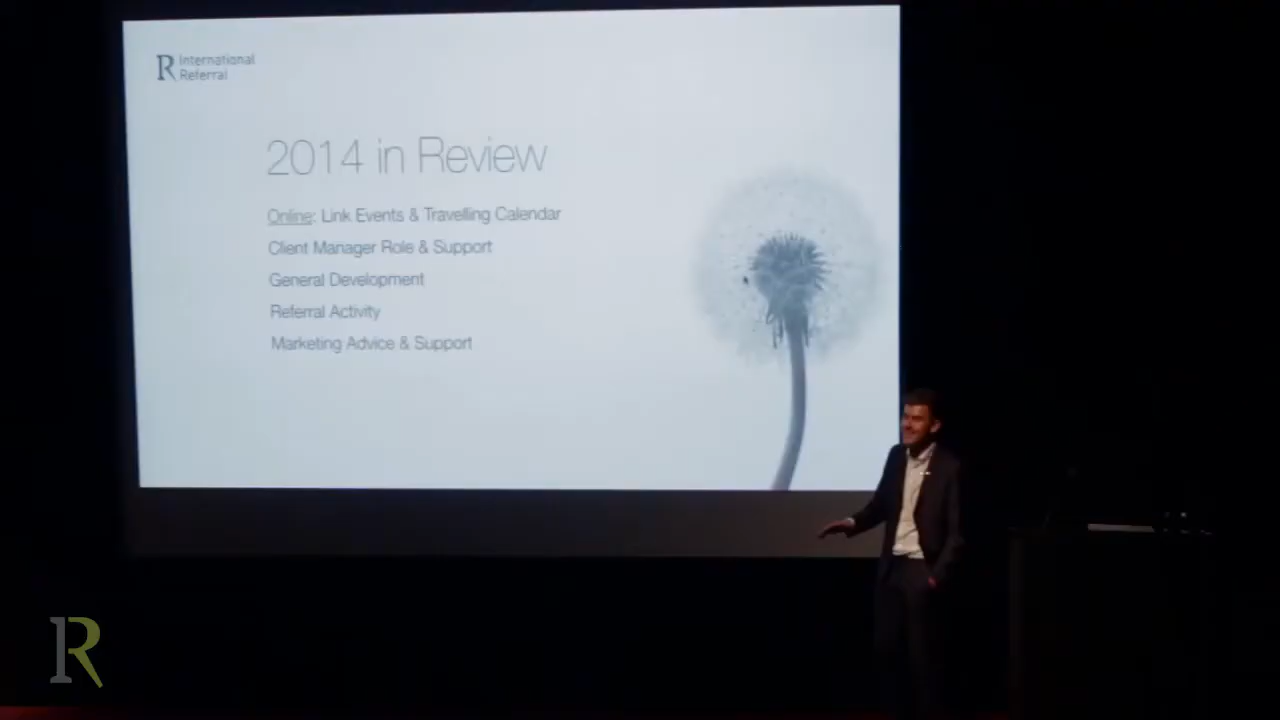 International
Referral
2014 in Review
Online: Link Events & Travelling Calendar
Client Manager Role & Support
General Development
Referral Activity
Marketing Advice & Support
R